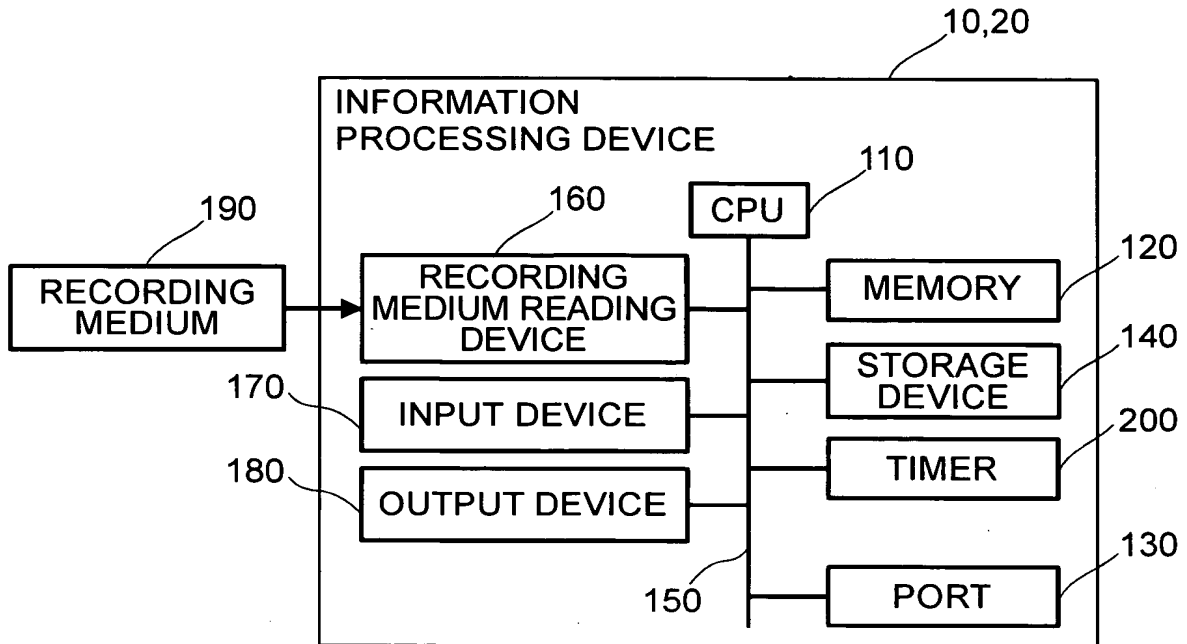 10,20
INFORMATION
PROCESSING DEVICE
110
CPU
160
190
RECORDING
MEDIUM
RECORDING
MEDIUM READING
DEVICE
120
MEMORY
140
STORAGE
DEVICE
170
INPUT DEVICE
200
TIMER
180
OUTPUT DEVICE
130
150
PORT